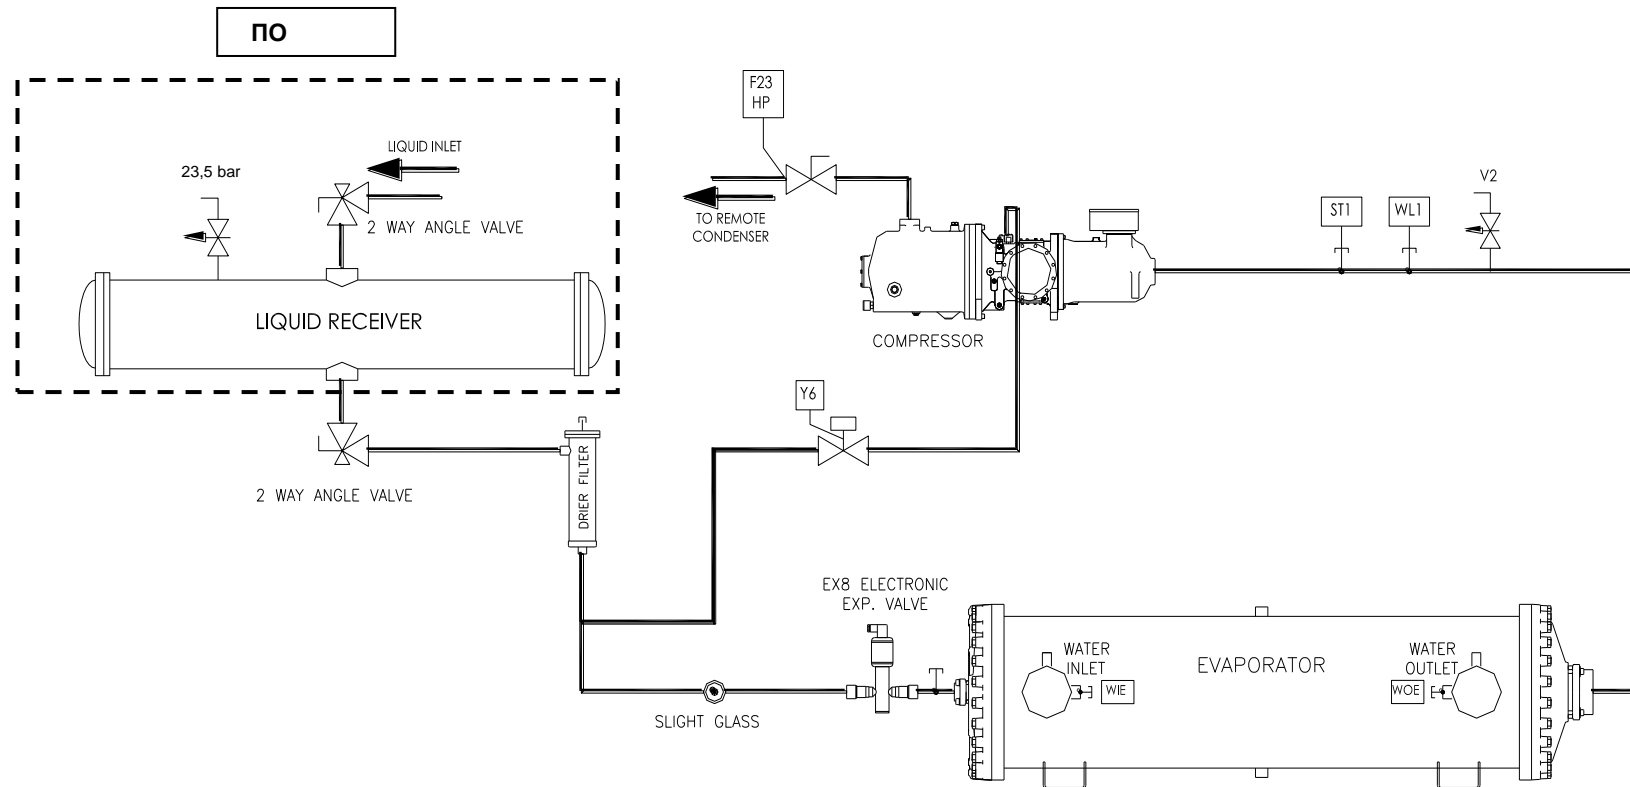 ПО
F23
HP
LIQUID INLET
23,5 bar
2 WAY ANGLE VALVE
TO REMOTE
CONDENSER
ST1
WL1
V2
LIQUID RECEIVER
COMPRESSOR
Y6
DRIER FILTER
2 WAY ANGLE VALVE
EX8 ELECTRONIC
EXP. VALVE
WATER
INLET
WIE
EVAPORATOR
WATER
OUTLET
WOE
SLIGHT GLASS